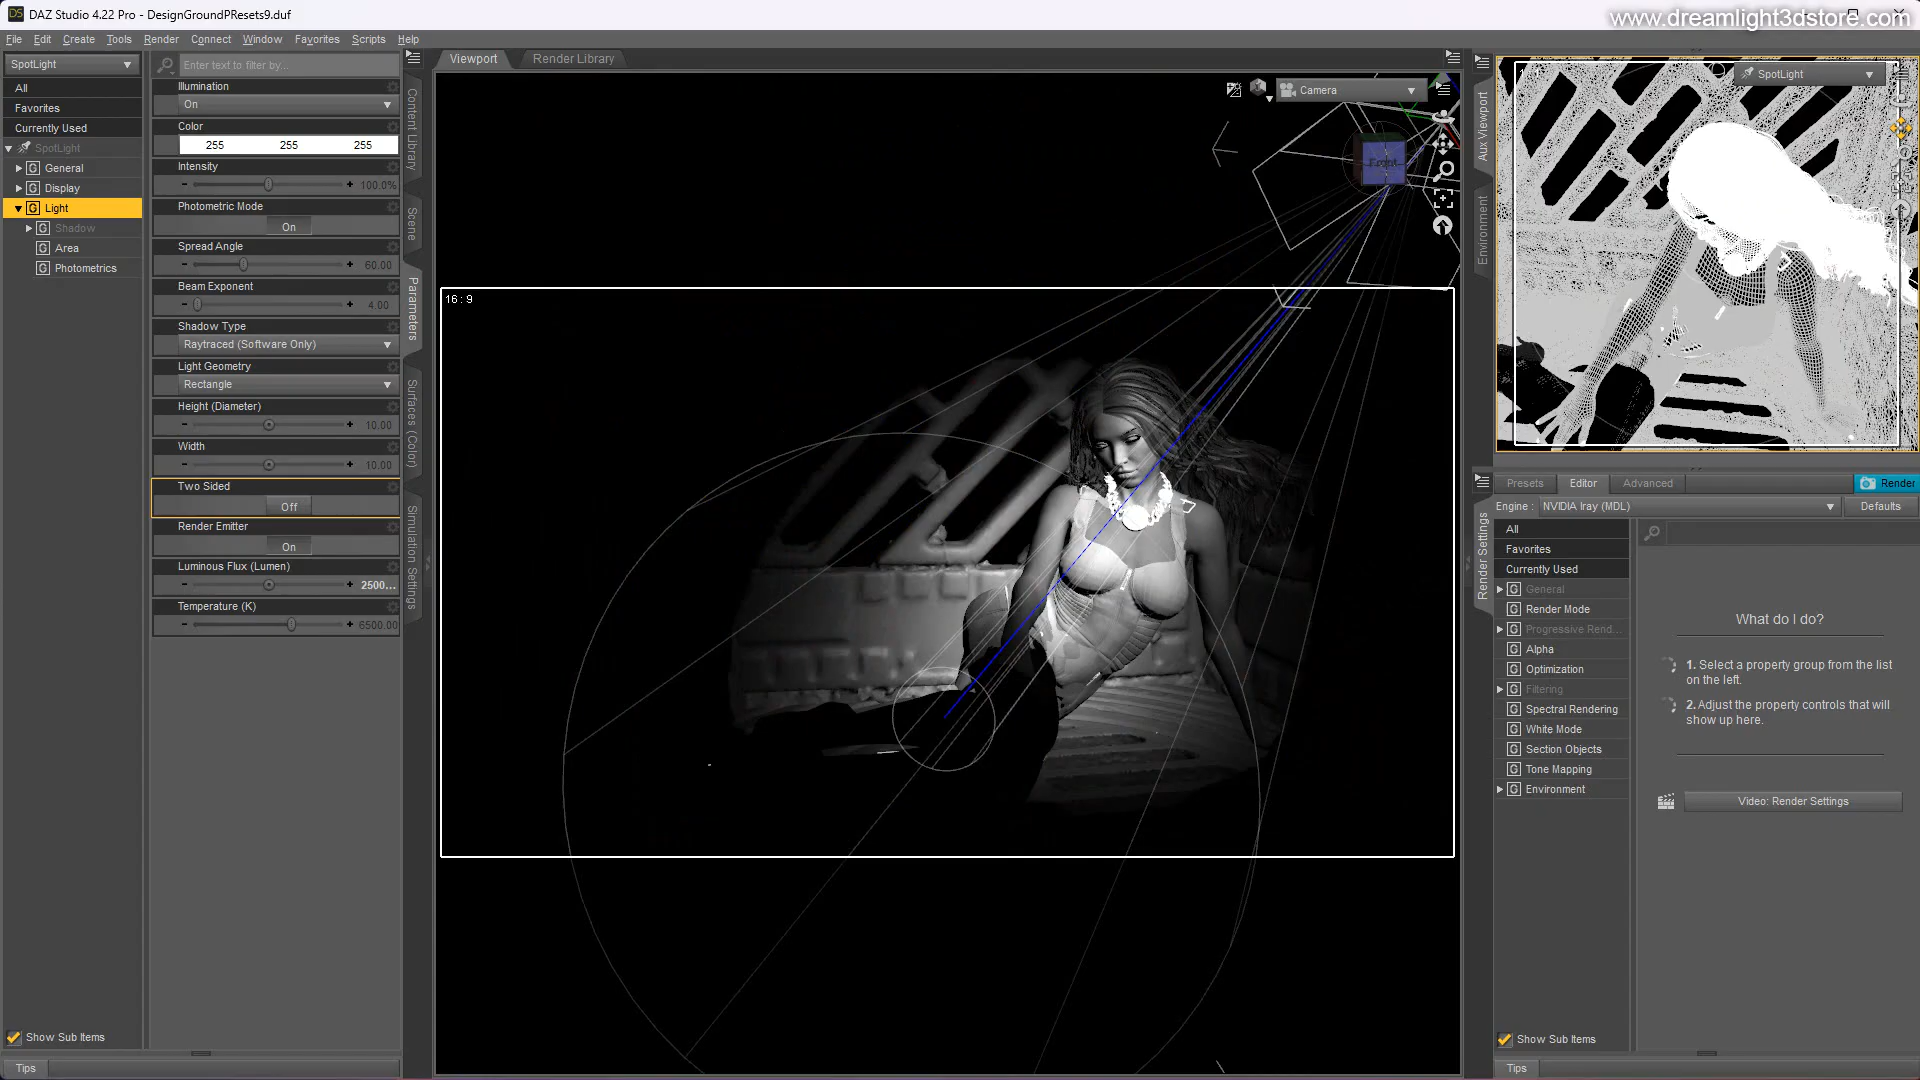 DAZ Studio 4.22 Pro - DesignGroundPResets9.duf
www.dreamlight3dstore.com
File Edit Create Tools Render Connect Window Favorites Scripts Help
SpotLight
All
Favorites
Currently Used
SpotLight
General
Display
Light
Shadow
Area
Photometrics
Show Sub Items
Tips
Enter text to filter by...
Illumination
On
Color
255 255 255
Intensity
100.0%
Photometric Mode
On
Spread Angle
60.00
Beam Exponent
4.00
Shadow Type
Raytraced (Software Only)
Light Geometry
Rectangle
Height (Diameter)
10.00
Width
10.00
Two Sided
Off
Render Emitter
On
Luminous Flux (Lumen)
2500...
Temperature (K)
6500.00
Content Library
Scene
Parameters
Surfaces (Color)
Simulation Settings
Viewport Render Library
Camera
Front
16 : 9
Aux Viewport
Environment
SpotLight
Presets Editor Advanced Render
Engine : NVIDIA Iray (MDL) Defaults
Render Settings
All
Favorites
Currently Used
General
Render Mode
Progressive Rend...
Alpha
Optimization
Filtering
Spectral Rendering
White Mode
Section Objects
Tone Mapping
Environment
What do I do?
1. Select a property group from the list
on the left.
2. Adjust the property controls that will
show up here.
Video: Render Settings
Show Sub Items
Tips